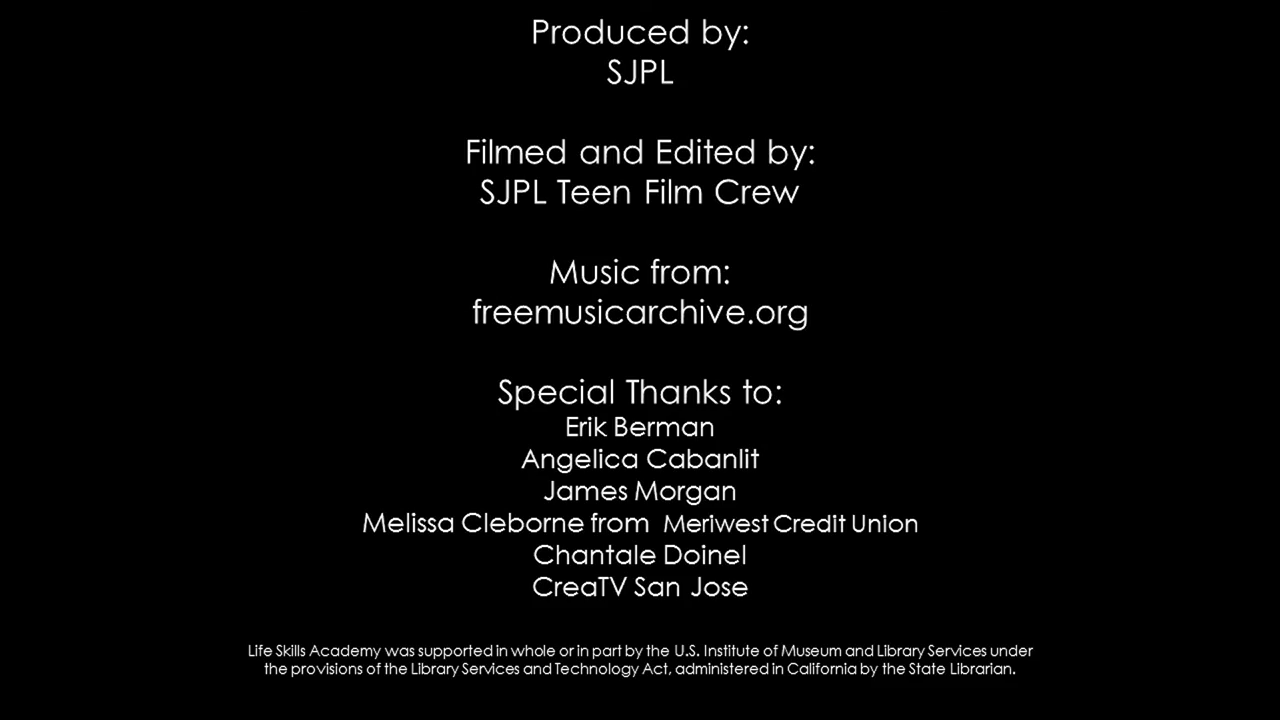 Produced by:
SJPL
Filmed and Edited by:
SJPL Teen Film Crew
Music from:
freemusicarchive.org
Special Thanks to:
Erik Berman
Angelica Cabanlit
James Morgan
Melissa Cleborne from Meriwest Credit Union
Chantale Doinel
CreaTV San Jose
Life Skills Academy was supported in whole or in part by the U.S. Institute of Museum and Library Services under
the provisions of the Library Services and Technology Act, administered in California by the State Librarian.